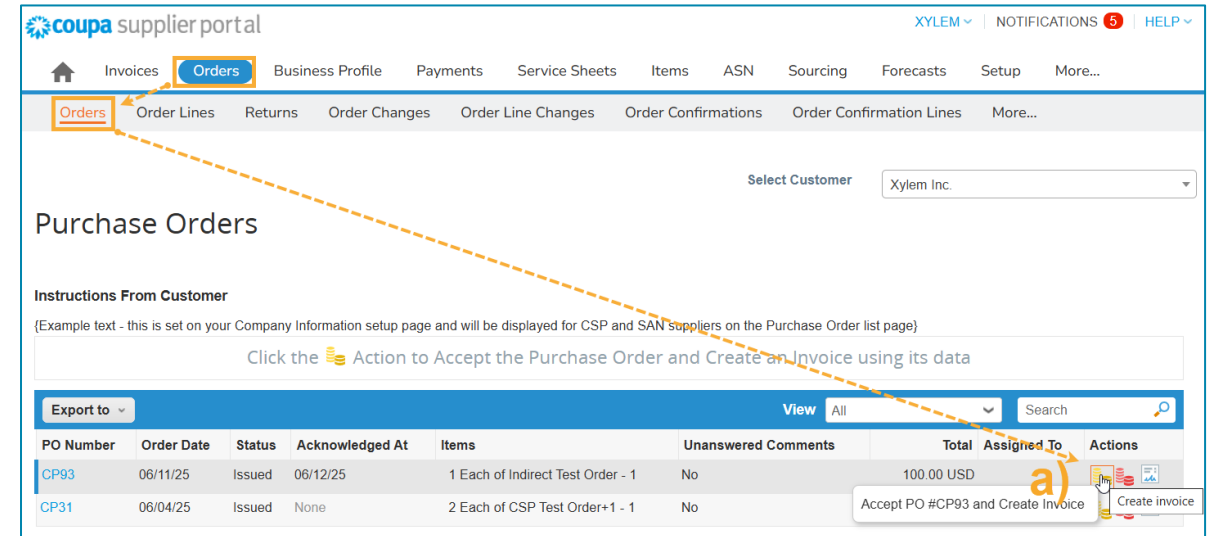 coupa supplier portal
XYLEM NOTIFICATIONS 5 HELP
Invoices Orders Business Profile Payments Service Sheets Items ASN Sourcing Forecasts Setup More...
Orders Order Lines Returns Order Changes Order Line Changes Order Confirmations Order Confirmation Lines More...
Select Customer Xylem Inc.
Purchase Orders
Instructions From Customer
{Example text - this is set on your Company Information setup page and will be displayed for CSP and SAN suppliers on the Purchase Order list page}
Click the Action to Accept the Purchase Order and Create an Invoice using its data
Export to View All Search
PO Number Order Date Status Acknowledged At Items Unanswered Comments Total Assigned To Actions
CP93 06/11/25 Issued 06/12/25 1 Each of Indirect Test Order - 1 No 100.00 USD
a)
Create invoice
Accept PO #CP93 and Create Invoice
CP31 06/04/25 Issued None 2 Each of CSP Test Order+1 - 1 No